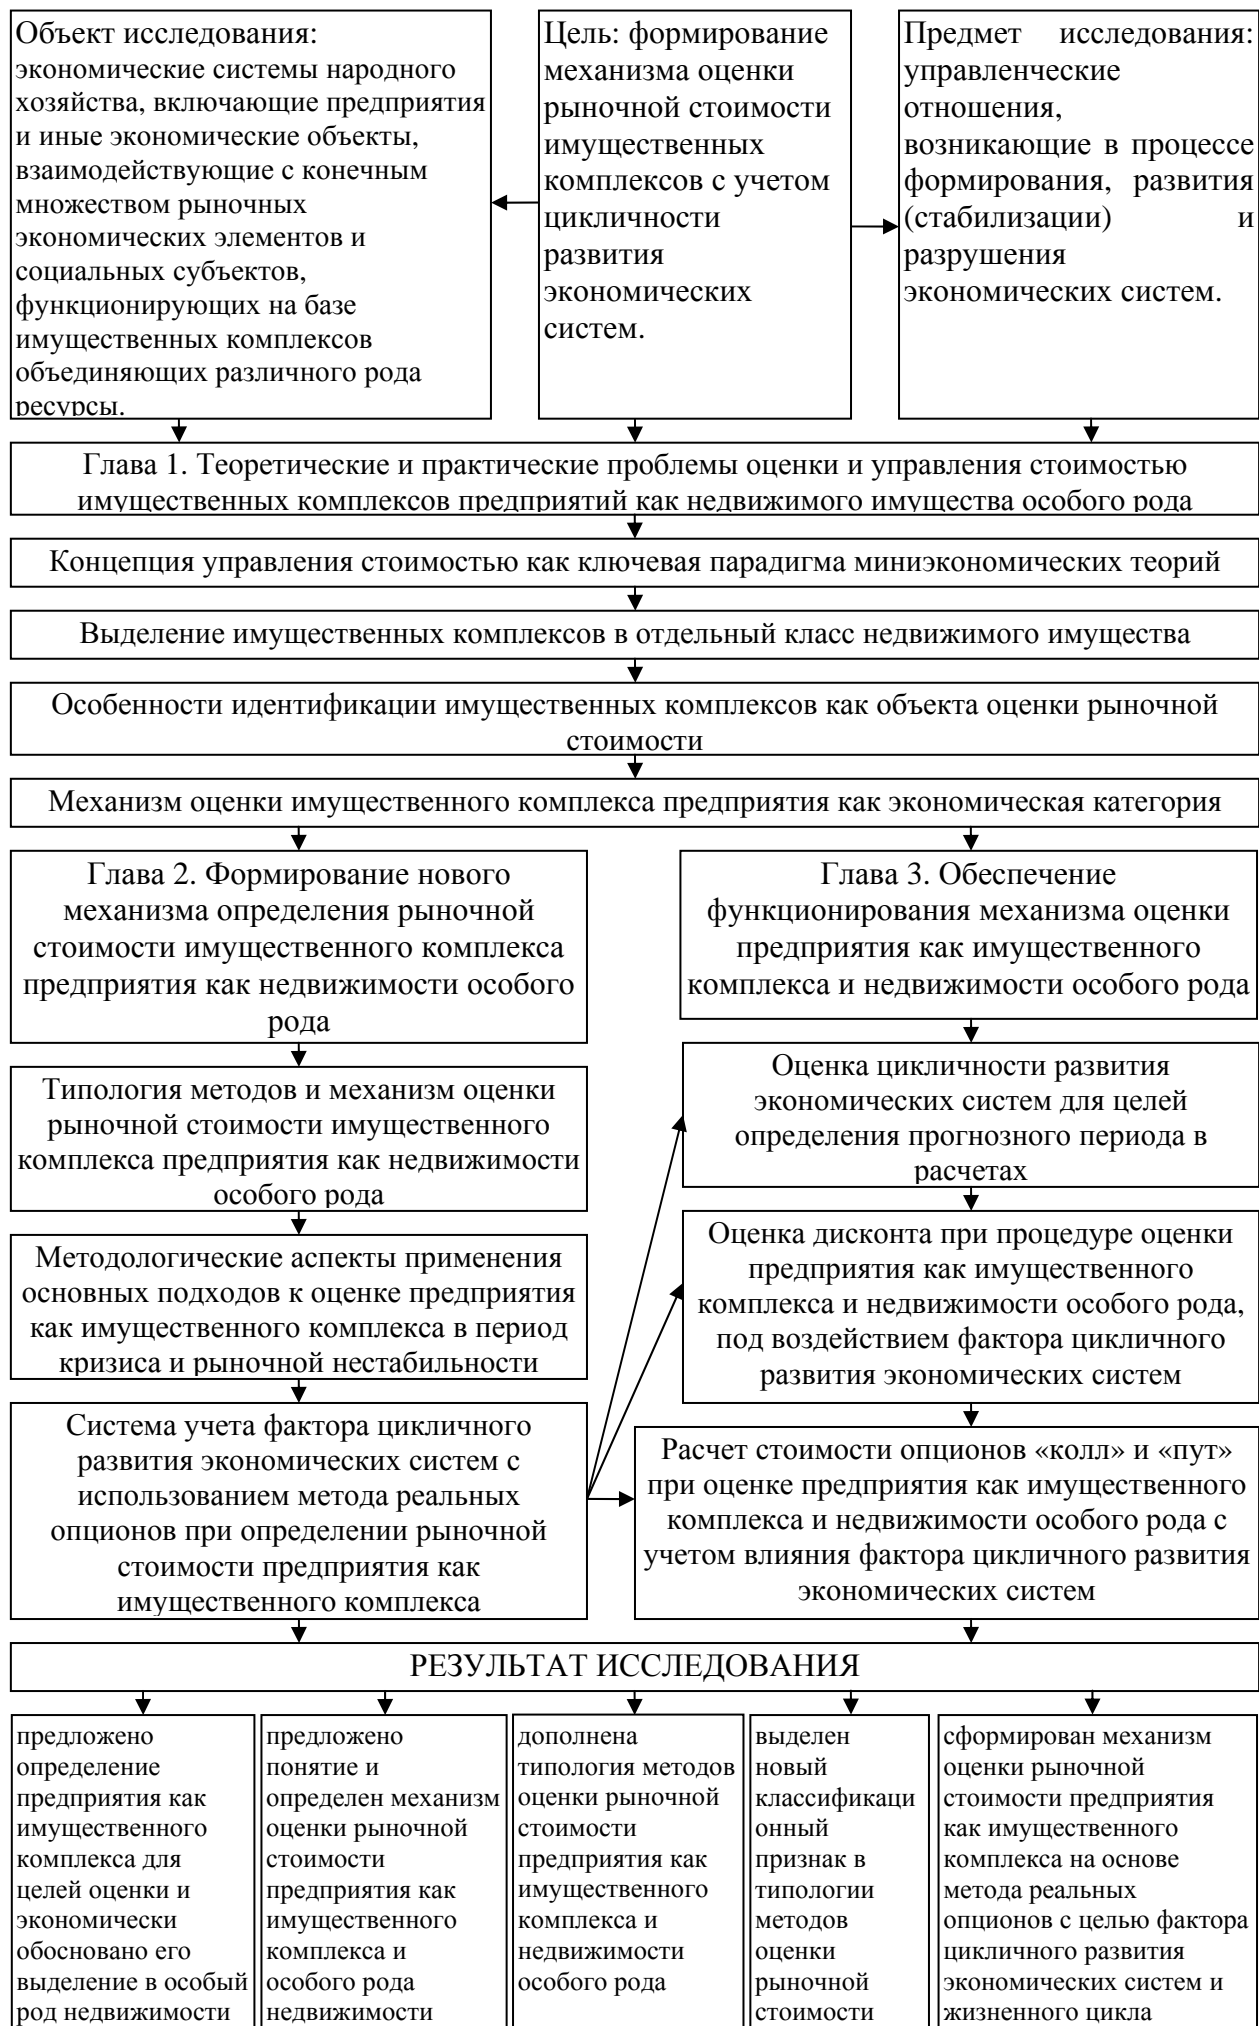 Объект исследования:
экономические системы народного
хозяйства, включающие предприятия
и иные экономические объекты,
взаимодействующие с конечным
множеством рыночных
экономических элементов и
социальных субъектов,
функционирующих на базе
имущественных комплексов
объединяющих различного рода
ресурсы.
Цель: формирование
механизма оценки
рыночной стоимости
имущественных
комплексов с учетом
цикличности
развития
экономических
систем.
Предмет исследования:
управленческие
отношения,
возникающие в процессе
формирования, развития
(стабилизации) и
разрушения
экономических систем.
Глава 1. Теоретические и практические проблемы оценки и управления стоимостью
имущественных комплексов предприятий как недвижимого имущества особого рода
Концепция управления стоимостью как ключевая парадигма миниэкономических теорий
Выделение имущественных комплексов в отдельный класс недвижимого имущества
Особенности идентификации имущественных комплексов как объекта оценки рыночной
стоимости
Механизм оценки имущественного комплекса предприятия как экономическая категория
Глава 2. Формирование нового
механизма определения рыночной
стоимости имущественного комплекса
предприятия как недвижимости особого
рода
Типология методов и механизм оценки
рыночной стоимости имущественного
комплекса предприятия как недвижимости
особого рода
Методологические аспекты применения
основных подходов к оценке предприятия
как имущественного комплекса в период
кризиса и рыночной нестабильности
Система учета фактора цикличного
развития экономических систем с
использованием метода реальных
опционов при определении рыночной
стоимости предприятия как
имущественного комплекса
Глава 3. Обеспечение
функционирования механизма оценки
предприятия как имущественного
комплекса и недвижимости особого рода
Оценка цикличности развития
экономических систем для целей
определения прогнозного периода в
расчетах
Оценка дисконта при процедуре оценки
предприятия как имущественного
комплекса и недвижимости особого рода,
под воздействием фактора цикличного
развития экономических систем
Расчет стоимости опционов «колл» и «пут»
при оценке предприятия как имущественного
комплекса и недвижимости особого рода с
учетом влияния фактора цикличного развития
экономических систем
РЕЗУЛЬТАТ ИССЛЕДОВАНИЯ
предложено
определение
предприятия как
имущественного
комплекса для
целей оценки и
экономически
обосновано его
выделение в особый
род недвижимости
предложено
понятие и
определен механизм
оценки рыночной
стоимости
предприятия как
имущественного
комплекса и
особого рода
недвижимости
дополнена
типология методов
оценки рыночной
стоимости
предприятия как
имущественного
комплекса и
недвижимости
особого рода
выделен
новый
классификаци
онный
признак в
типологии
методов
оценки
рыночной
стоимости
сформирован механизм
оценки рыночной
стоимости предприятия
как имущественного
комплекса на основе
метода реальных
опционов с целью фактора
цикличного развития
экономических систем и
жизненного цикла